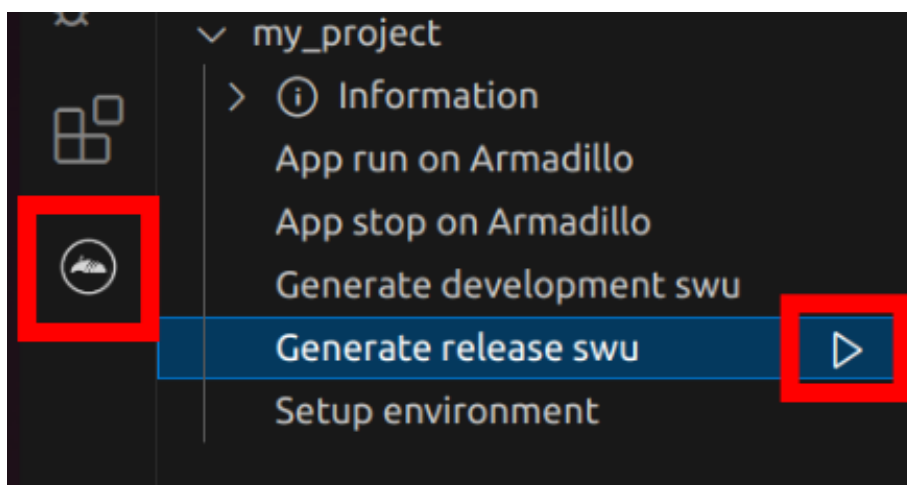 my_project
Information
App run on Armadillo
App stop on Armadillo
Generate development swu
Generate release swu
Setup environment